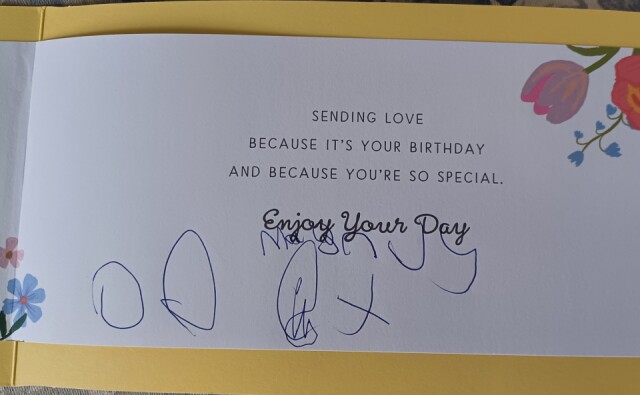 SENDING LOVE
BECAUSE IT'S YOUR BIRTHDAY
AND BECAUSE YOU'RE SO SPECIAL.
Enjoy Your Day
X